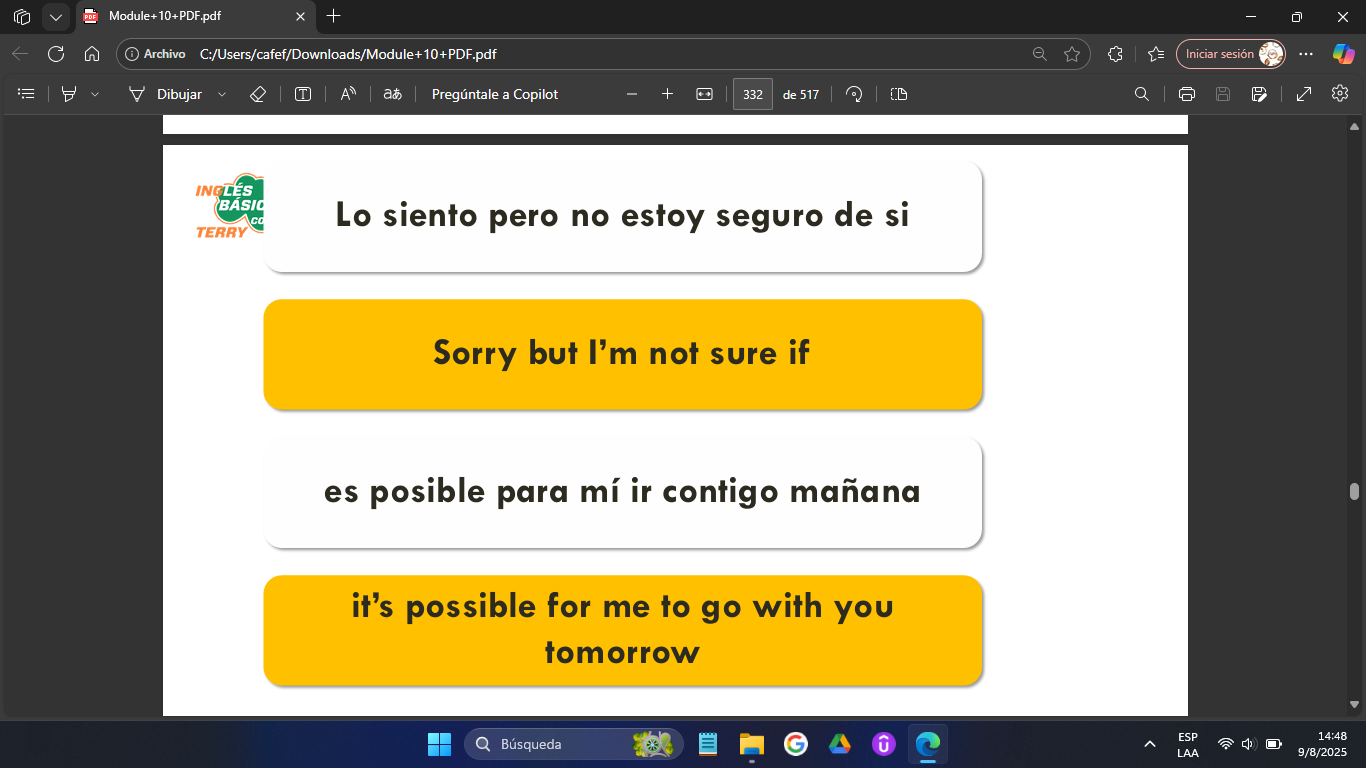 Module+10+PDF.pdf
Archivo C:/Users/cafef/Downloads/Module+10+PDF.pdf
Iniciar sesión
Dibujar
Pregúntale a Copilot
332 de 517
INGLÉS
BÁSIC
CO
TERRY
Lo siento pero no estoy seguro de si
Sorry but I’m not sure if
es posible para mí ir contigo mañana
it’s possible for me to go with you
tomorrow
Búsqueda
ESP
LAA
14:48
9/8/2025